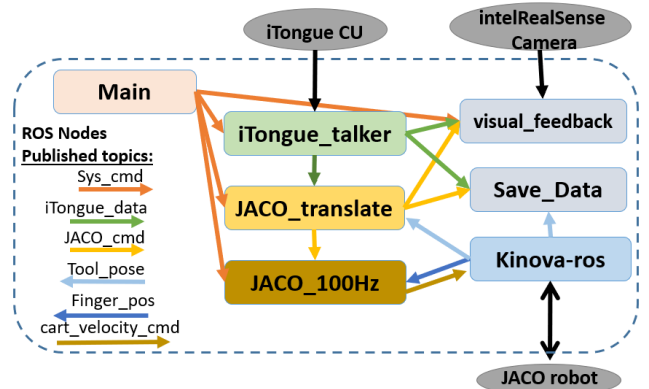 iTongue CU
intelRealSense
Camera
Main
ROS Nodes
Published topics:
Sys_cmd
iTongue_data
JACO_cmd
Tool_pose
Finger_pos
cart_velocity_cmd
iTongue_talker
JACO_translate
JACO_100Hz
visual_feedback
Save_Data
Kinova-ros
JACO robot